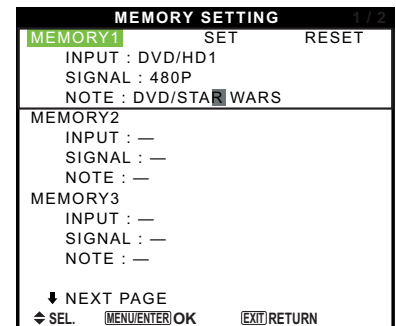 MEMORY SETTING 1 / 2
MEMORY1 SET RESET
INPUT : DVD/HD1
SIGNAL : 480P
NOTE : DVD/STAR WARS
MEMORY2
INPUT : —
SIGNAL : —
NOTE : —
MEMORY3
INPUT : —
SIGNAL : —
NOTE : —
NEXT PAGE
SEL. MENU/ENTER OK EXIT RETURN